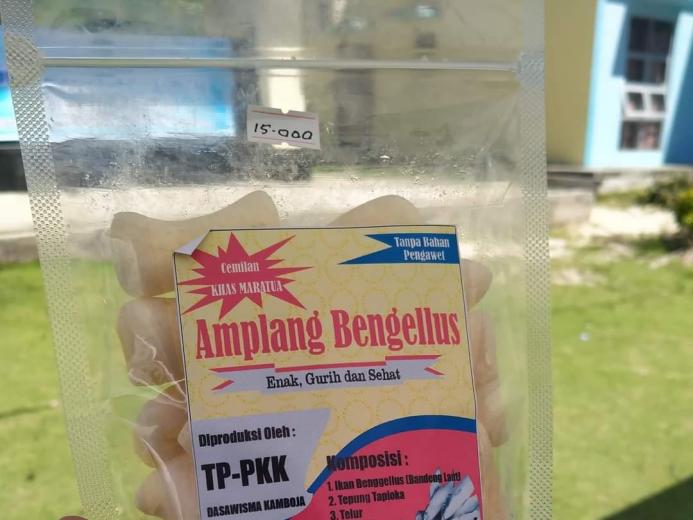 15-000
Cemilan
KHAS MARATUA
Tanpa Bahan
Pengawet
Amplang Bengellus
Enak, Gurih dan Sehat
Diproduksi Oleh :
TP-PKK
DASAWISMA KAMBOJA
Komposisi :
1. Ikan Benggellus (Bandeng Laut)
2. Tepung Tapioka
3. Telur